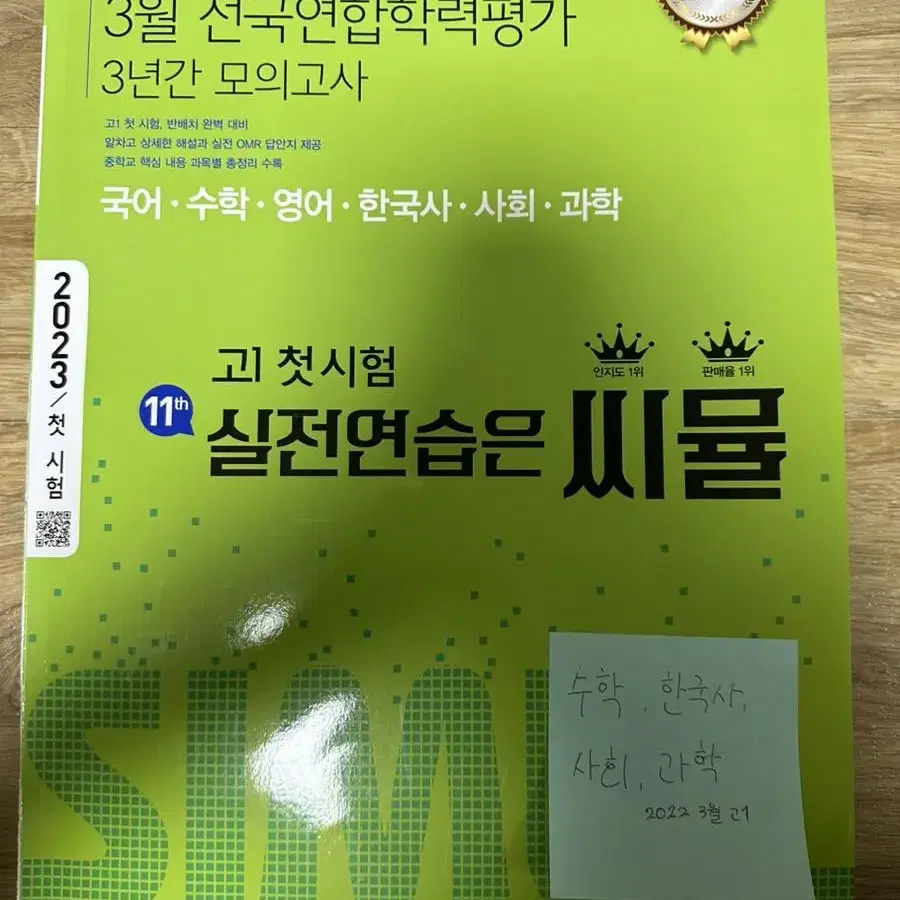 3월 전국연합학력평가
3년간 모의고사
고1 첫 시험, 반배치 완벽 대비
알차고 상세한 해설과 실전 OMR 답안지 제공
중학교 핵심 내용 과목별 총정리 수록
국어·수학·영어·한국사·사회·과학
2023/첫 시험
고1 첫시험
인지도 1위
판매율 1위
11th
실전연습은 씨뮬
수학, 한국사,
사회, 과학
2022 3월 고1